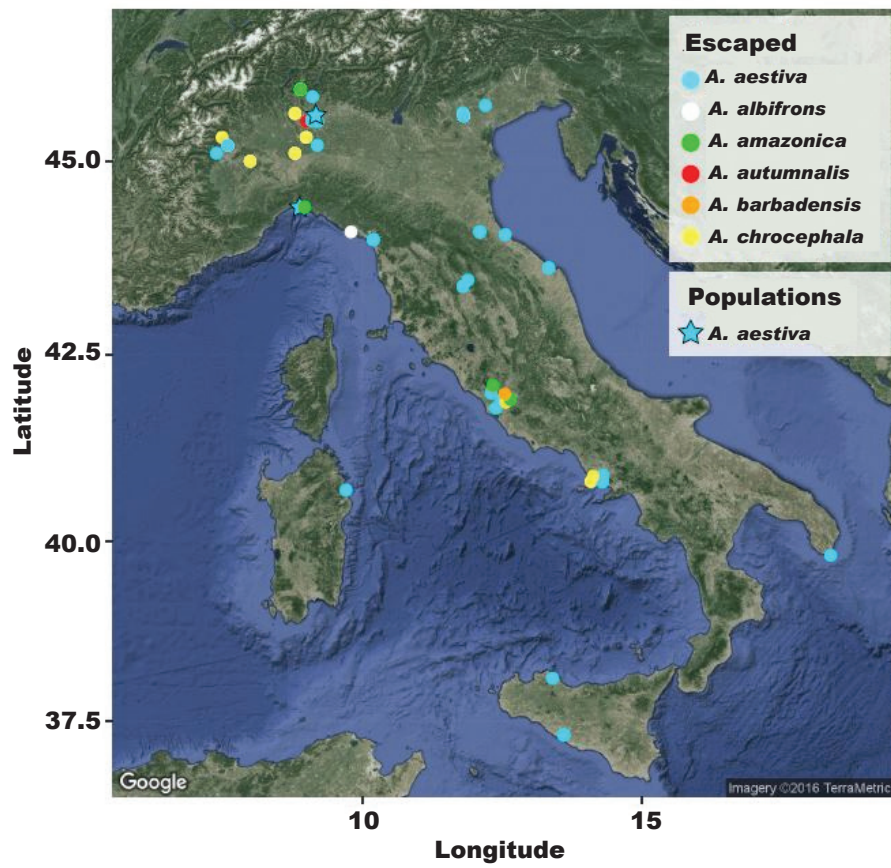 Escaped
A. aestiva
A. albifrons
A. amazonica
A. autumnalis
A. barbadensis
A. chrocephala
Populations
A. aestiva
45.0
42.5
40.0
37.5
Latitude
10
15
Longitude
Google
Imagery ©2016 TerraMetric